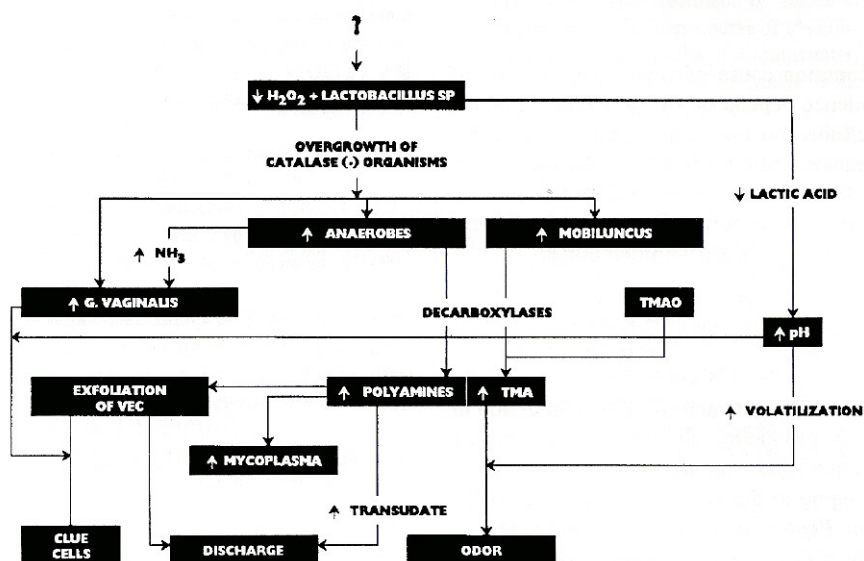 ?
↓ H₂O₂ + LACTOBACILLUS SP
OVERGROWTH OF
CATALASE (-) ORGANISMS
↓ LACTIC ACID
↑ ANAEROBES
↑ MOBILUNCUS
↑ NH₃
↑ G. VAGINALIS
DECARBOXYLASES
TMAO
↑ pH
EXFOLIATION
OF VEC
↑ POLYAMINES
↑ TMA
↑ VOLATILIZATION
↑ MYCOPLASMA
↑ TRANSUDATE
CLUE
CELLS
DISCHARGE
ODOR